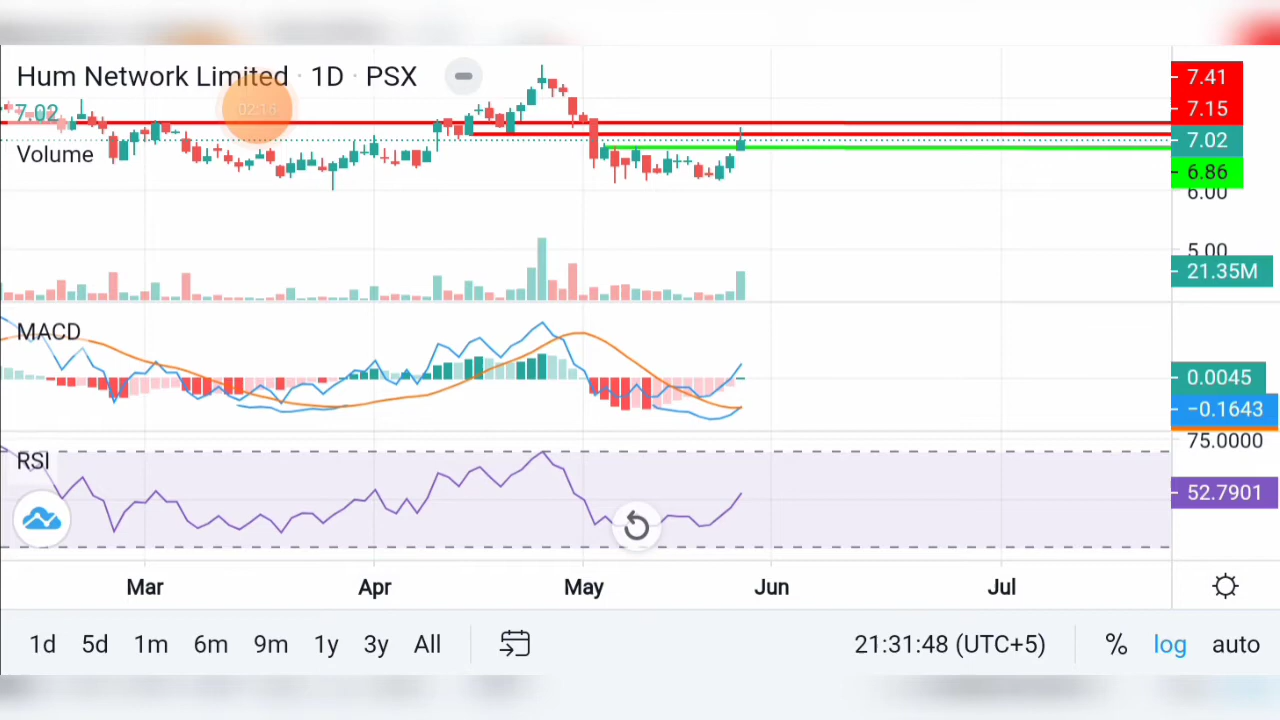 Hum Network Limited · 1D · PSX
7.41
7.02
02:16
7.15
7.02
Volume
6.86
6.00
5.00
21.35M
MACD
0.0045
−0.1643
75.0000
RSI
52.7901
Mar Apr May Jun Jul
1d 5d 1m 6m 9m 1y 3y All 21:31:48 (UTC+5) % log auto